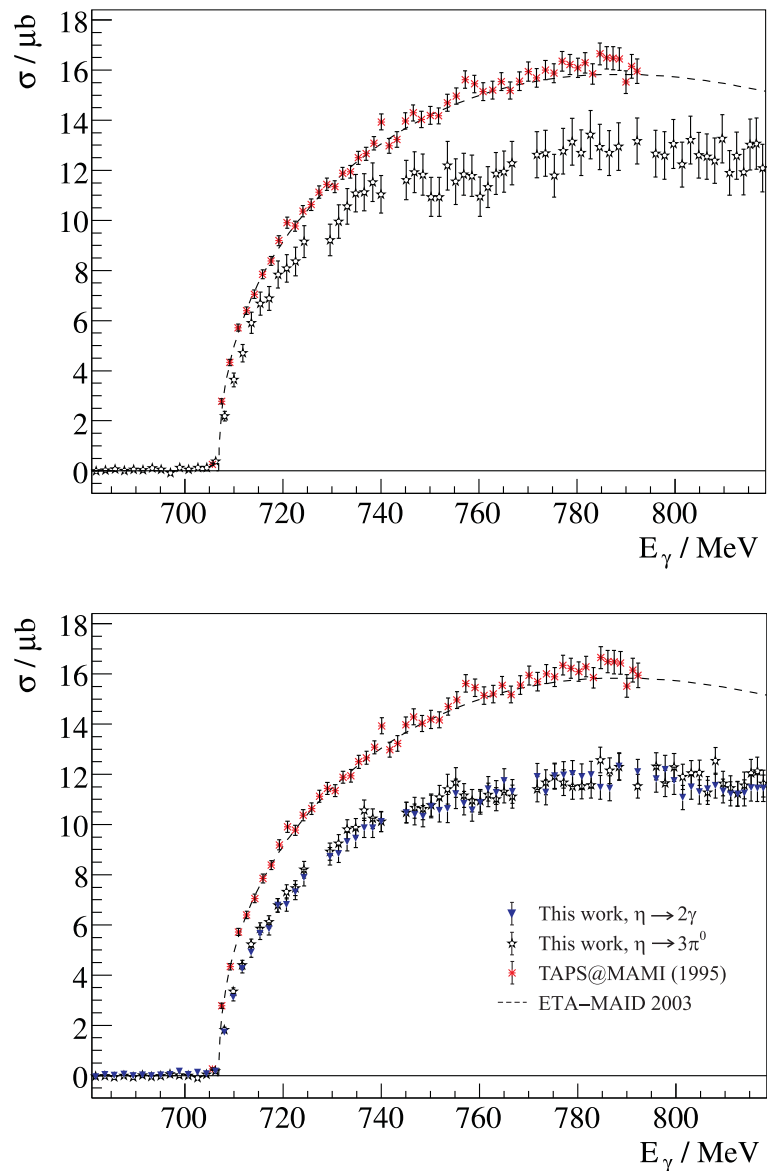 σ / μb
18
16
14
12
10
8
6
4
2
0
700 720 740 760 780 800
E_γ / MeV
σ / μb
18
16
14
12
10
8
6
4
2
0
This work, η→2γ
This work, η→3π⁰
TAPS@MAMI (1995)
ETA–MAID 2003
700 720 740 760 780 800
E_γ / MeV